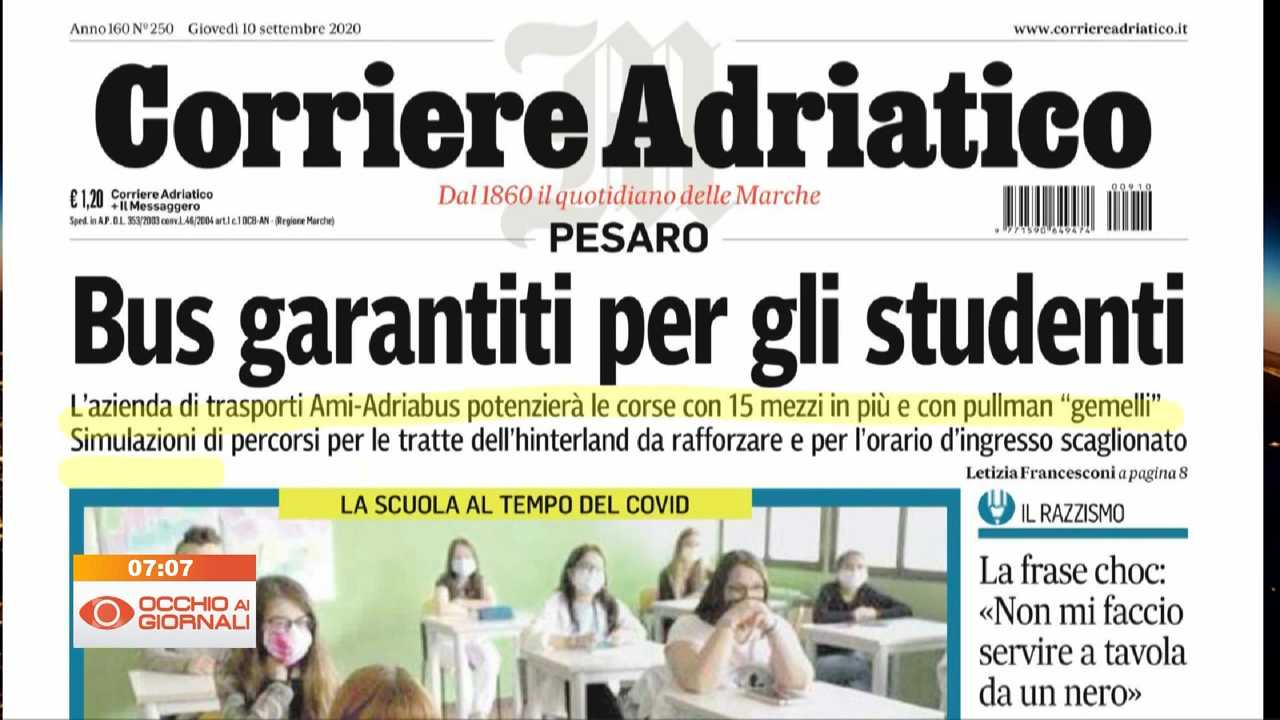 Anno 160 N° 250 Giovedì 10 settembre 2020
www.corriereadriatico.it
Corriere Adriatico
€ 1,20 Corriere Adriatico
+ Il Messaggero
Sped. in A.P. D.L. 353/2003 conv.L.46/2004 art.1 c.1 DCB-AN - (Regione Marche)
Dal 1860 il quotidiano delle Marche
00910
9 771590 649474
PESARO
Bus garantiti per gli studenti
L'azienda di trasporti Ami-Adriabus potenzierà le corse con 15 mezzi in più e con pullman “gemelli”
Simulazioni di percorsi per le tratte dell'hinterland da rafforzare e per l'orario d'ingresso scaglionato
Letizia Francesconi a pagina 8
LA SCUOLA AL TEMPO DEL COVID
IL RAZZISMO
La frase choc:
«Non mi faccio
servire a tavola
da un nero»
07:07
OCCHIO AI
GIORNALI